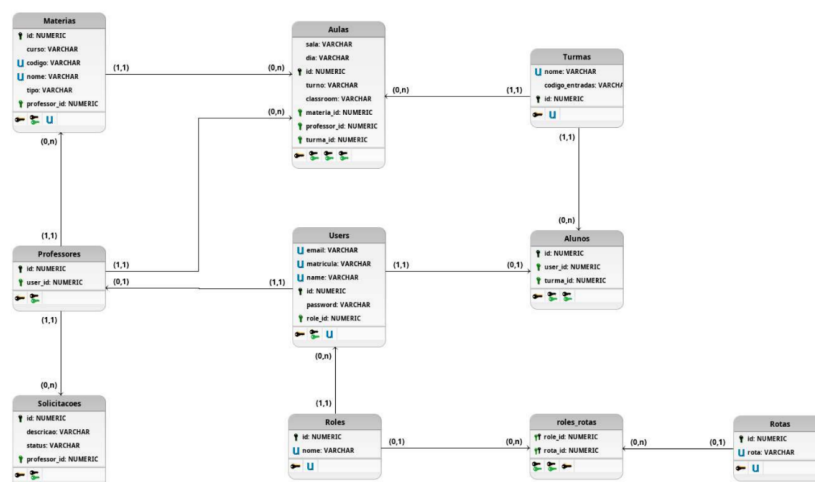 Materias
id: NUMERIC
curso: VARCHAR
U codigo: VARCHAR
U nome: VARCHAR
tipo: VARCHAR
professor_id: NUMERIC
U
(1,1)
(0,n)
(0,n)
Aulas
sala: VARCHAR
dia: VARCHAR
id: NUMERIC
turno: VARCHAR
classroom: VARCHAR
materia_id: NUMERIC
professor_id: NUMERIC
turma_id: NUMERIC
(0,n)
(1,1)
Turmas
U nome: VARCHAR
codigo_entradas: VARCHA
id: NUMERIC
U
(1,1)
(0,n)
(0,n)
(1,1)
Professores
id: NUMERIC
user_id: NUMERIC
(1,1)
(0,1)
(1,1)
(1,1)
Users
U email: VARCHAR
U matricula: VARCHAR
U name: VARCHAR
id: NUMERIC
password: VARCHAR
role_id: NUMERIC
U
(1,1)
(0,1)
Alunos
id: NUMERIC
user_id: NUMERIC
turma_id: NUMERIC
(0,n)
(1,1)
(0,n)
Solicitacoes
id: NUMERIC
descricao: VARCHAR
status: VARCHAR
professor_id: NUMERIC
Roles
id: NUMERIC
U nome: VARCHAR
U
(0,1)
(0,n)
roles_rotas
role_id: NUMERIC
rota_id: NUMERIC
(0,n)
(0,1)
Rotas
id: NUMERIC
U rota: VARCHAR
U